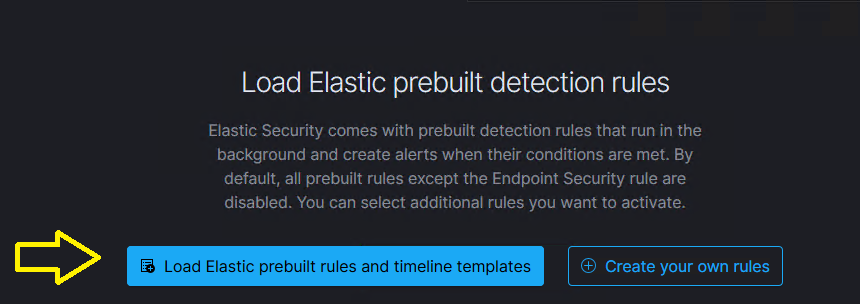 Load Elastic prebuilt detection rules
Elastic Security comes with prebuilt detection rules that run in the
background and create alerts when their conditions are met. By
default, all prebuilt rules except the Endpoint Security rule are
disabled. You can select additional rules you want to activate.
Load Elastic prebuilt rules and timeline templates
Create your own rules